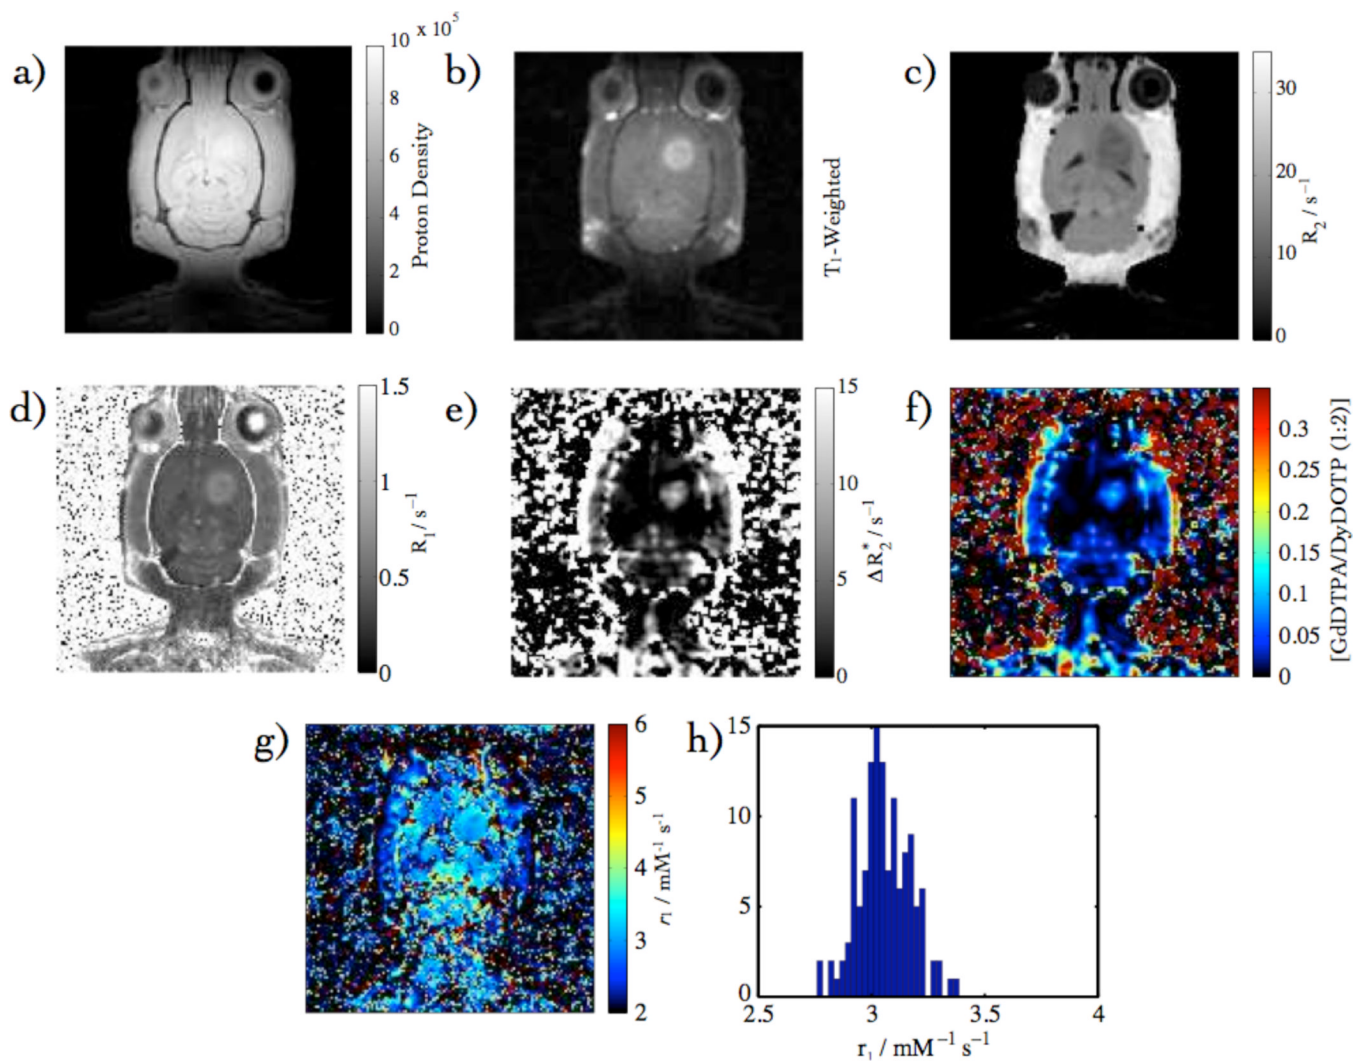 a)
10 x 10⁵
8
6
4
2
0
Proton Density
b)
T₁-Weighted
c)
30
20
10
0
R₂ / s⁻¹
d)
1.5
1
0.5
0
R₁ / s⁻¹
e)
15
10
5
0
ΔR₂* / s⁻¹
f)
0.3
0.25
0.2
0.15
0.1
0.05
0
[GdDTPA/DyDOTP (1:2)]
g)
6
5
4
3
2
r₁ / mM⁻¹ s⁻¹
h)
15
10
5
0
2.5
3
3.5
4
r₁ / mM⁻¹ s⁻¹